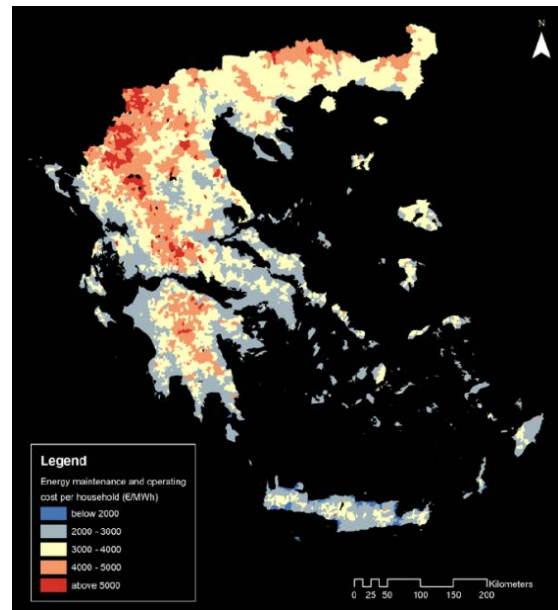 N
Legend
Energy maintenance and operating
cost per household (€/MWh)
below 2000
2000 - 3000
3000 - 4000
4000 - 5000
above 5000
Kilometers
0 25 50 100 150 200